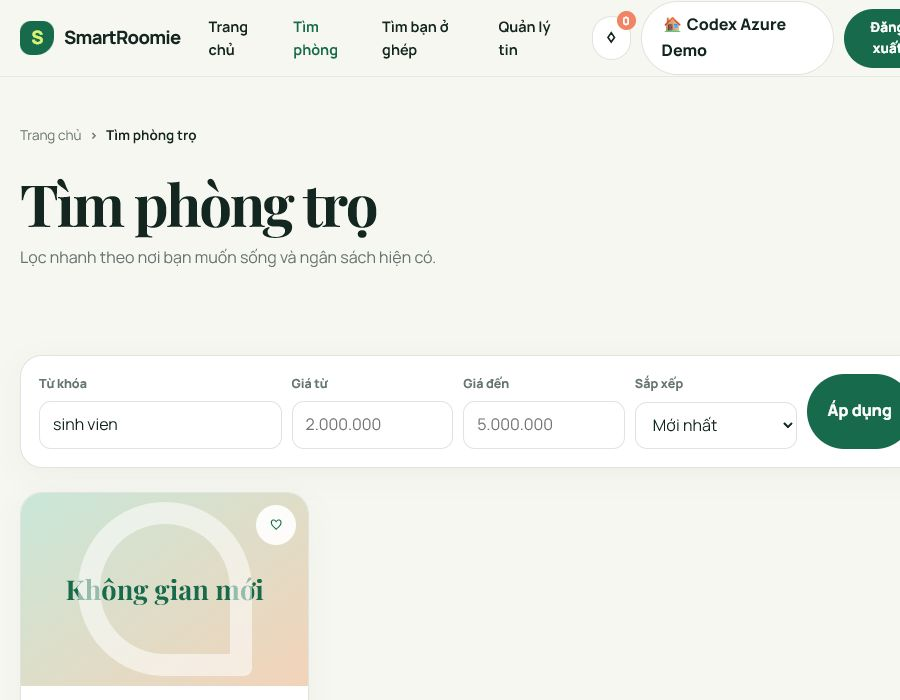 S SmartRoomie
Trang chủ
Tìm phòng
Tìm bạn ở ghép
Quản lý tin
0
Codex Azure Demo
Đăng xuất
Trang chủ › Tìm phòng trọ
Tìm phòng trọ
Lọc nhanh theo nơi bạn muốn sống và ngân sách hiện có.
Từ khóa
Giá từ
Giá đến
Sắp xếp
sinh vien
2.000.000
5.000.000
Mới nhất
Áp dụng
Không gian mới